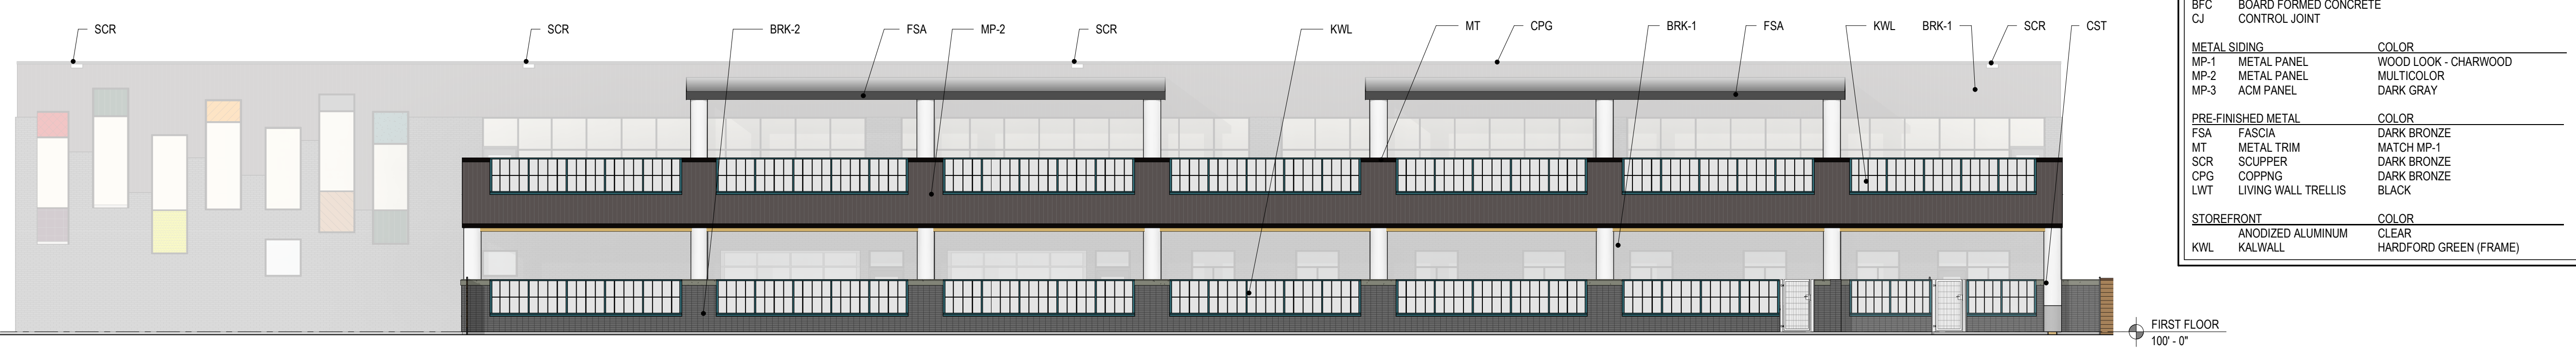 SCR
SCR
BRK-2
FSA
MP-2
SCR
KWL
MT
CPG
BRK-1
FSA
KWL
BRK-1
SCR
CST
BFC BOARD FORMED CONCRETE
CJ CONTROL JOINT
METAL SIDING COLOR
MP-1 METAL PANEL WOOD LOOK - CHARWOOD
MP-2 METAL PANEL MULTICOLOR
MP-3 ACM PANEL DARK GRAY
PRE-FINISHED METAL COLOR
FSA FASCIA DARK BRONZE
MT METAL TRIM MATCH MP-1
SCR SCUPPER DARK BRONZE
CPG COPPNG DARK BRONZE
LWT LIVING WALL TRELLIS BLACK
STOREFRONT COLOR
ANODIZED ALUMINUM CLEAR
KWL KALWALL HARDFORD GREEN (FRAME)
FIRST FLOOR
100' - 0"